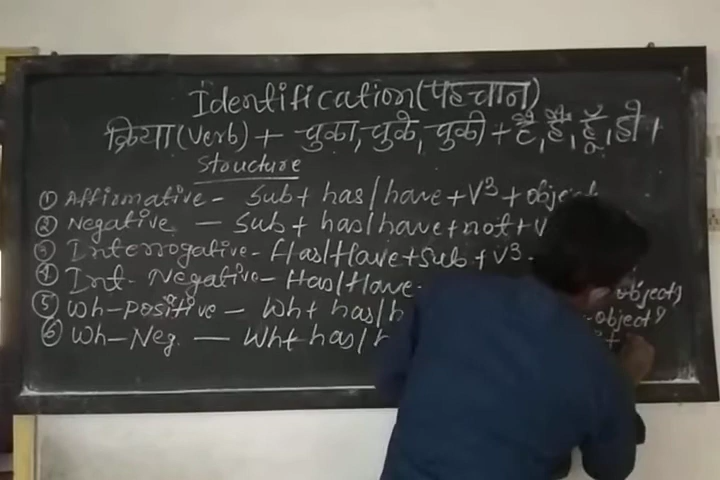 Identification(पहचान)
क्रिया(Verb) + चुका, चुके, चुकी + है, हैं, हूँ, हो।
Structure
① Affirmative - Sub + has/have + V³ + object
② Negative — Sub + has/have + not + V
③ Interrogative - Has/Have + Sub + V³ -
④ Int- Negative - Has/Have object?
⑤ Wh-positive - Wh + has/h -object?
⑥ Wh-Neg. — Wh + has/h